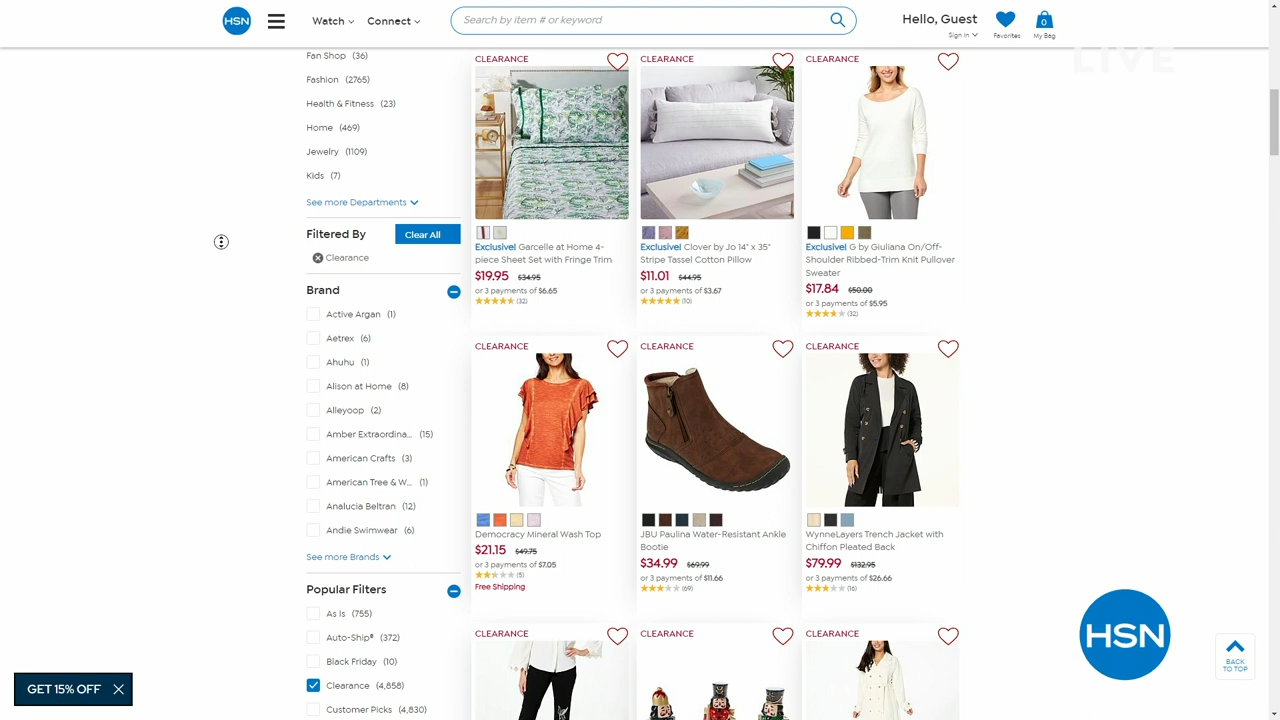 HSN
Watch
Connect
Search by item # or keyword
Hello, Guest
Sign In
Favorites
0
My Bag
LIVE
Fan Shop (36)
Fashion (2765)
Health & Fitness (23)
Home (469)
Jewelry (1109)
Kids (7)
See more Departments
Filtered By
Clear All
Clearance
Brand
Active Argan (1)
Aetrex (6)
Ahuhu (1)
Alison at Home (8)
Alleyoop (2)
Amber Extraordina... (15)
American Crafts (3)
American Tree & W... (1)
Analucia Beltran (12)
Andie Swimwear (6)
See more Brands
Popular Filters
As Is (755)
Auto-Ship® (372)
Black Friday (10)
Clearance (4,858)
Customer Picks (4,830)
CLEARANCE
Exclusive! Garcelle at Home 4-
piece Sheet Set with Fringe Trim
$19.95 $34.95
or 3 payments of $6.65
(32)
CLEARANCE
Exclusive! Clover by Jo 14" x 35"
Stripe Tassel Cotton Pillow
$11.01 $44.95
or 3 payments of $3.67
(10)
CLEARANCE
Exclusive! G by Giuliana On/Off-
Shoulder Ribbed-Trim Knit Pullover
Sweater
$17.84 $50.00
or 3 payments of $5.95
(32)
CLEARANCE
Democracy Mineral Wash Top
$21.15 $49.75
or 3 payments of $7.05
(5)
Free Shipping
CLEARANCE
JBU Paulina Water-Resistant Ankle
Bootie
$34.99 $69.99
or 3 payments of $11.66
(69)
CLEARANCE
WynneLayers Trench Jacket with
Chiffon Pleated Back
$79.99 $132.95
or 3 payments of $26.66
(16)
CLEARANCE
CLEARANCE
CLEARANCE
GET 15% OFF
HSN
BACK
TO TOP